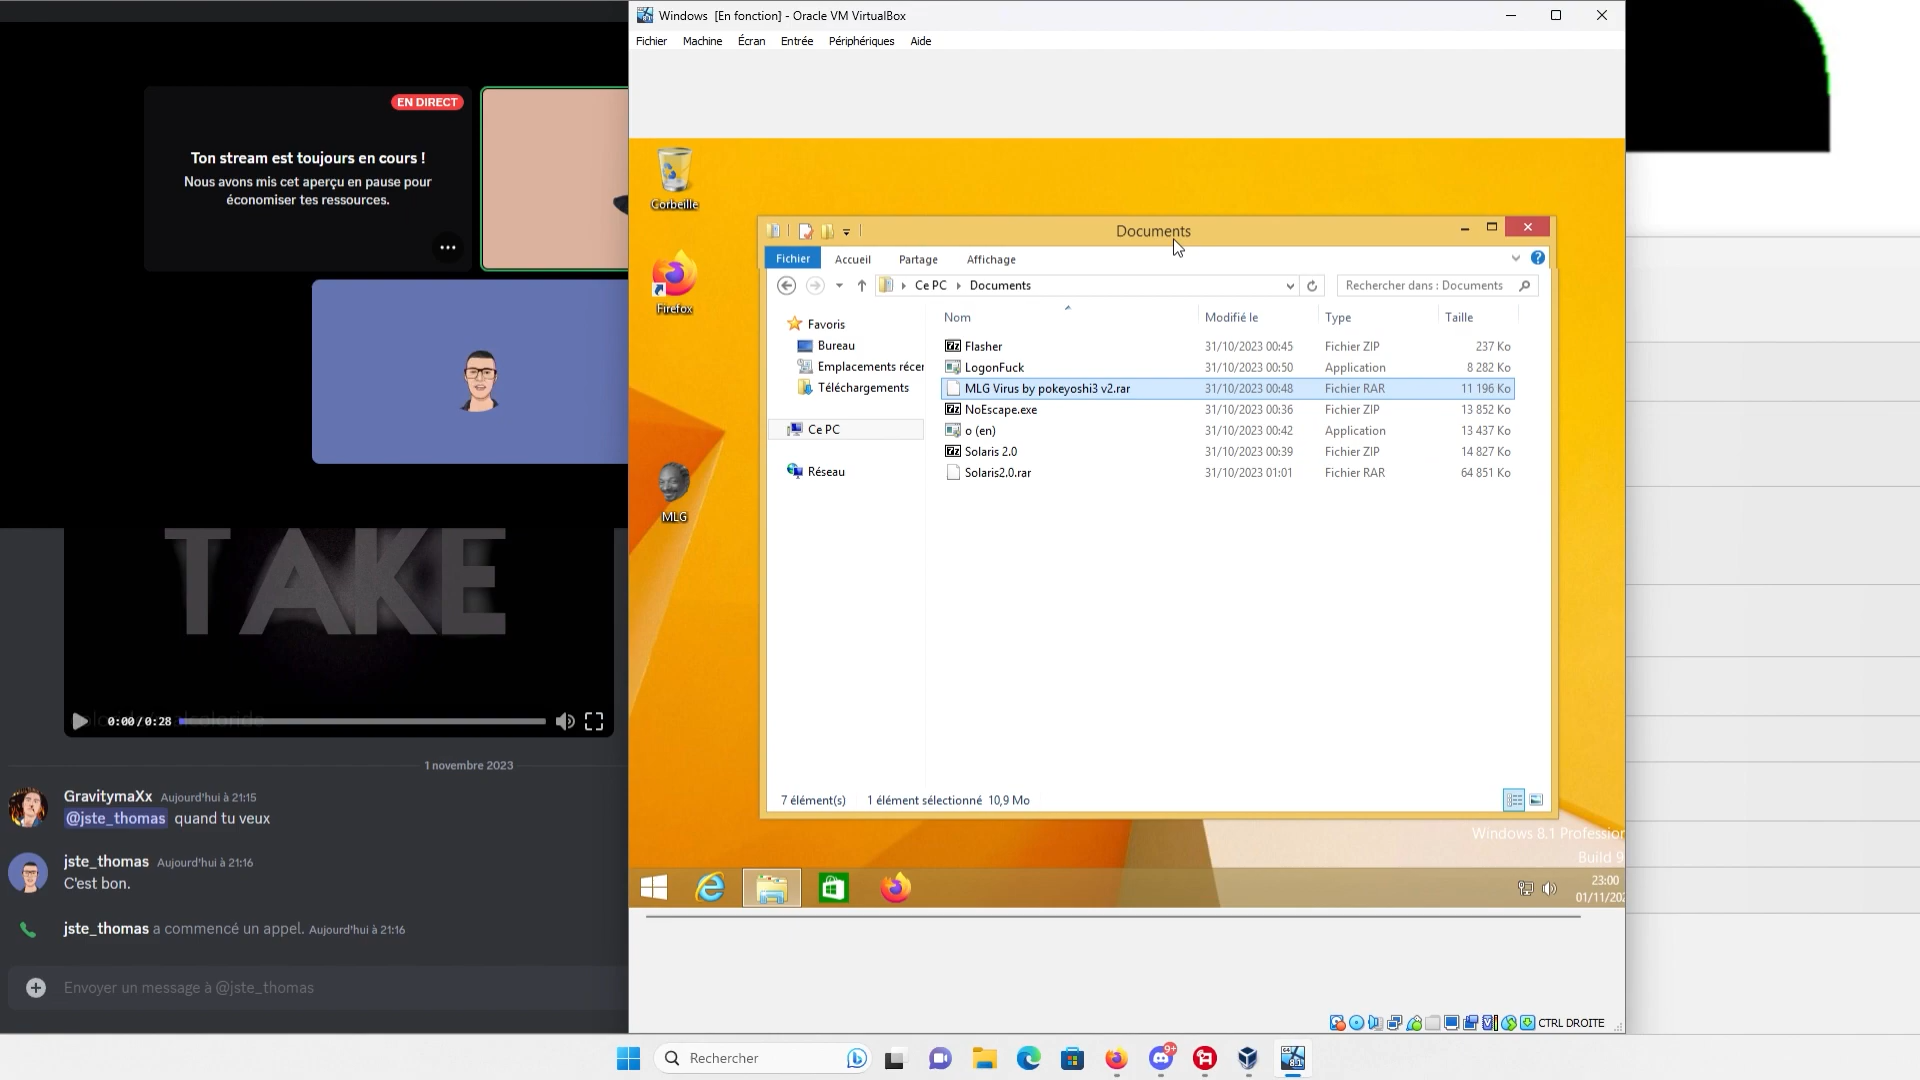 Windows [En fonction] - Oracle VM VirtualBox
Fichier Machine Écran Entrée Périphériques Aide
EN DIRECT
Ton stream est toujours en cours !
Nous avons mis cet aperçu en pause pour
économiser tes ressources.
TAKE
0:00/0:28
1 novembre 2023
GravitymaXx Aujourd'hui à 21:15
@jste_thomas quand tu veux
jste_thomas Aujourd'hui à 21:16
C'est bon.
jste_thomas a commencé un appel. Aujourd'hui à 21:16
Envoyer un message à @jste_thomas
Corbeille
Firefox
MLG
Documents
Fichier Accueil Partage Affichage
Ce PC Documents
Rechercher dans : Documents
Favoris
Bureau
Emplacements récer
Téléchargements
Ce PC
Réseau
Nom Modifié le Type Taille
Flasher 31/10/2023 00:45 Fichier ZIP 237 Ko
LogonFuck 31/10/2023 00:50 Application 8 282 Ko
MLG Virus by pokeyoshi3 v2.rar 31/10/2023 00:48 Fichier RAR 11 196 Ko
NoEscape.exe 31/10/2023 00:36 Fichier ZIP 13 852 Ko
o (en) 31/10/2023 00:42 Application 13 437 Ko
Solaris 2.0 31/10/2023 00:39 Fichier ZIP 14 827 Ko
Solaris2.0.rar 31/10/2023 01:01 Fichier RAR 64 851 Ko
7 élément(s) 1 élément sélectionné 10,9 Mo
Windows 8.1 Profession
Build 9
23:00
01/11/202
CTRL DROITE
Rechercher
9+